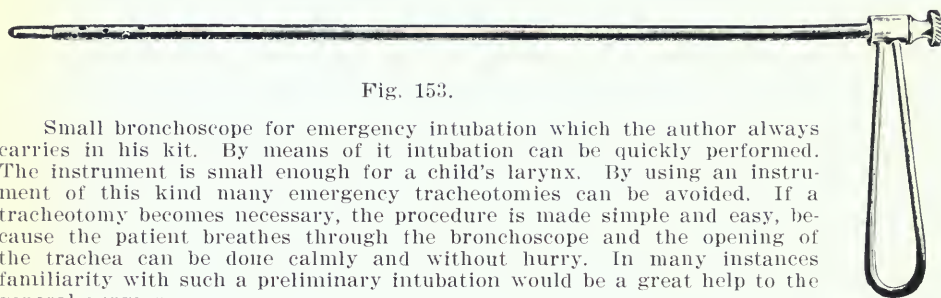 Fig. 153.
Small bronchoscope for emergency intubation which the author always
carries in his kit. By means of it intubation can be quickly performed.
The instrument is small enough for a child's larynx. By using an instru-
ment of this kind many emergency tracheotomies can be avoided. If a
tracheotomy becomes necessary, the procedure is made simple and easy, be-
cause the patient breathes through the bronchoscope and the opening of
the trachea can be done calmly and without hurry. In many instances
familiarity with such a preliminary intubation would be a great help to the